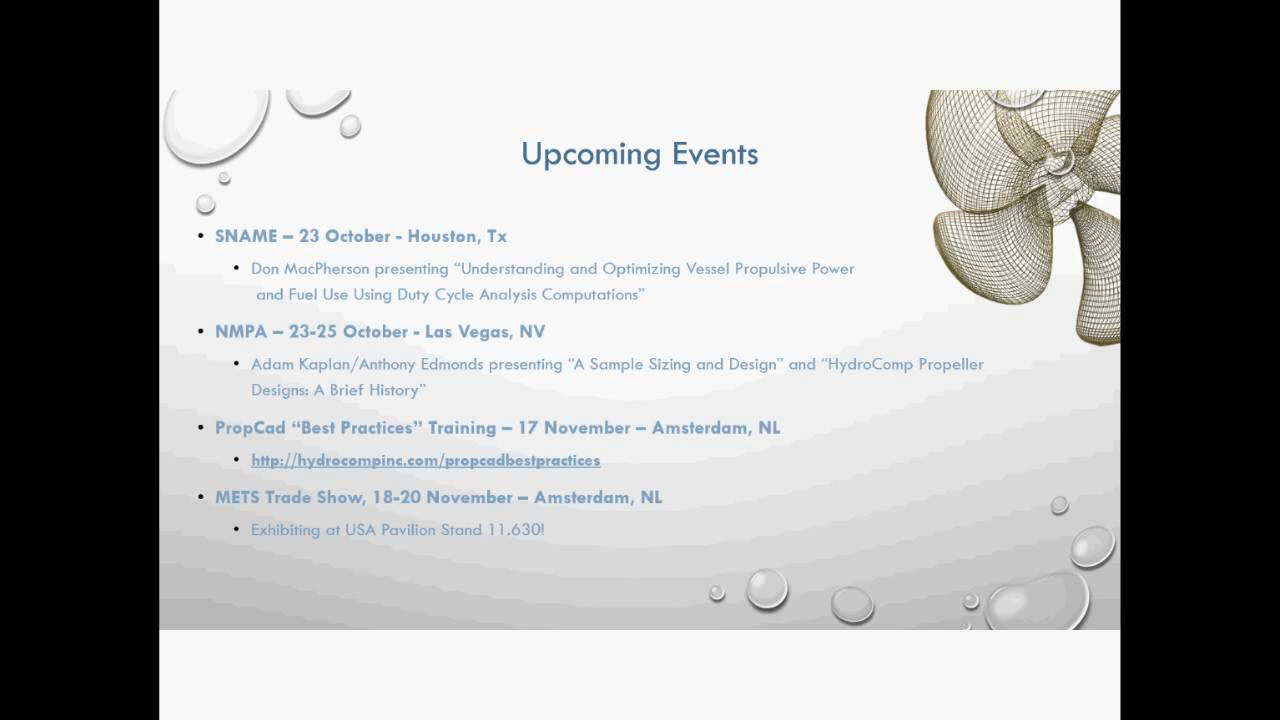 Upcoming Events
• SNAME – 23 October - Houston, Tx
• Don MacPherson presenting “Understanding and Optimizing Vessel Propulsive Power
and Fuel Use Using Duty Cycle Analysis Computations”
• NMPA – 23-25 October - Las Vegas, NV
• Adam Kaplan/Anthony Edmonds presenting “A Sample Sizing and Design” and “HydroComp Propeller
Designs: A Brief History”
• PropCad “Best Practices” Training – 17 November – Amsterdam, NL
• http://hydrocompinc.com/propcadbestpractices
• METS Trade Show, 18-20 November – Amsterdam, NL
• Exhibiting at USA Pavilion Stand 11.630!